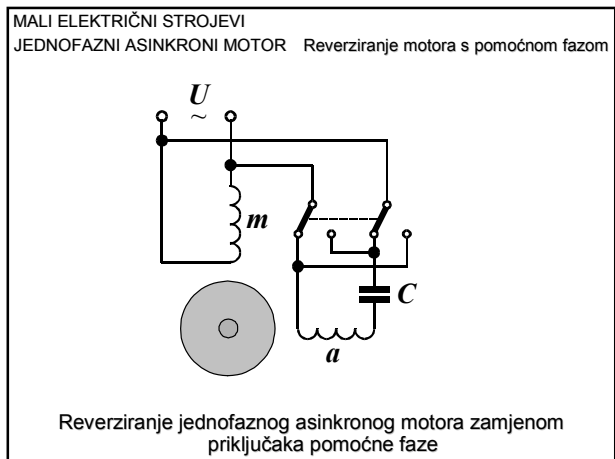 MALI ELEKTRIČNI STROJEVI
JEDNOFAZNI ASINKRONI MOTOR Reverziranje motora s pomoćnom fazom
U
~
m
C
a
Reverziranje jednofaznog asinkronog motora zamjenom
priključaka pomoćne faze